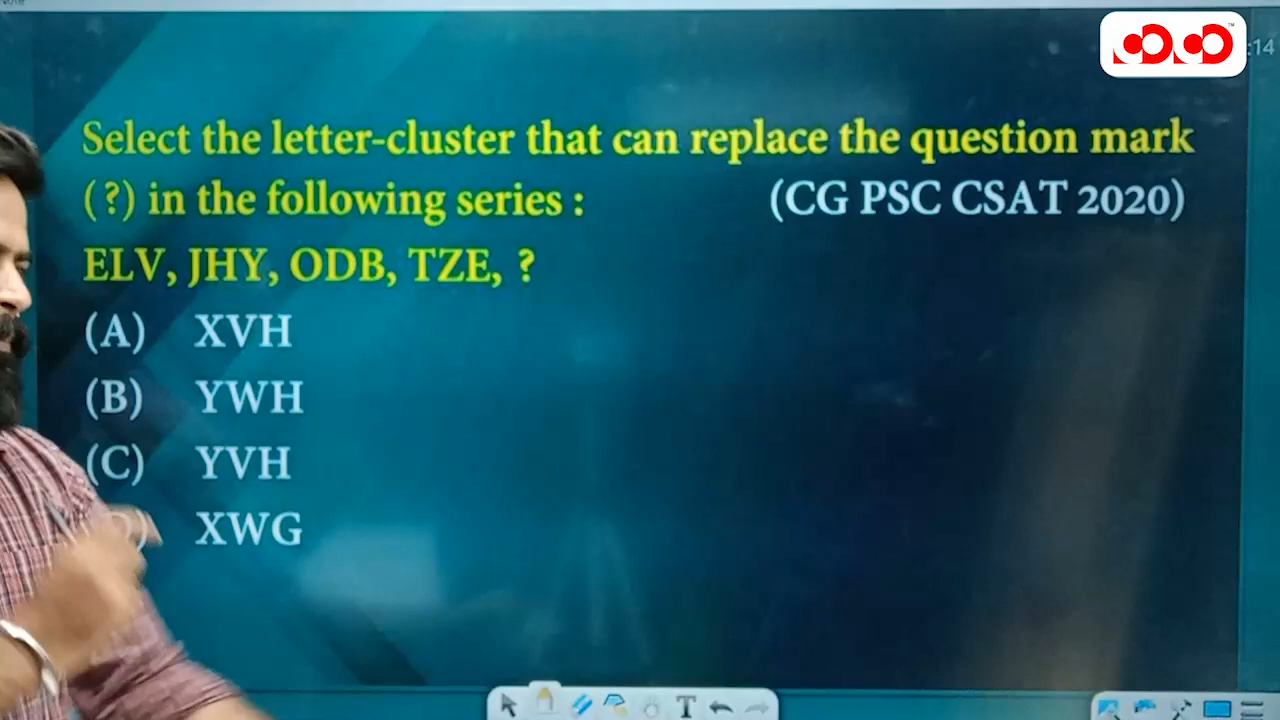 Select the letter-cluster that can replace the question mark
(?) in the following series : (CG PSC CSAT 2020)
ELV, JHY, ODB, TZE, ?
(A) XVH
(B) YWH
(C) YVH
XWG
:14
T